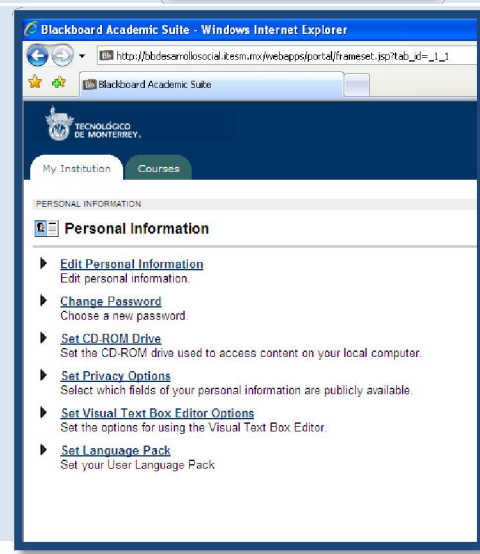 Blackboard Academic Suite - Windows Internet Explorer
http://bbdesarrollosocial.itesm.mx/webapps/portal/frameset.jsp?tab_id=_1_1
Blackboard Academic Suite
TECNOLÓGICO
DE MONTERREY.
My Institution Courses
PERSONAL INFORMATION
Personal Information
Edit Personal Information
Edit personal information.
Change Password
Choose a new password.
Set CD-ROM Drive
Set the CD-ROM drive used to access content on your local computer.
Set Privacy Options
Select which fields of your personal information are publicly available.
Set Visual Text Box Editor Options
Set the options for using the Visual Text Box Editor.
Set Language Pack
Set your User Language Pack